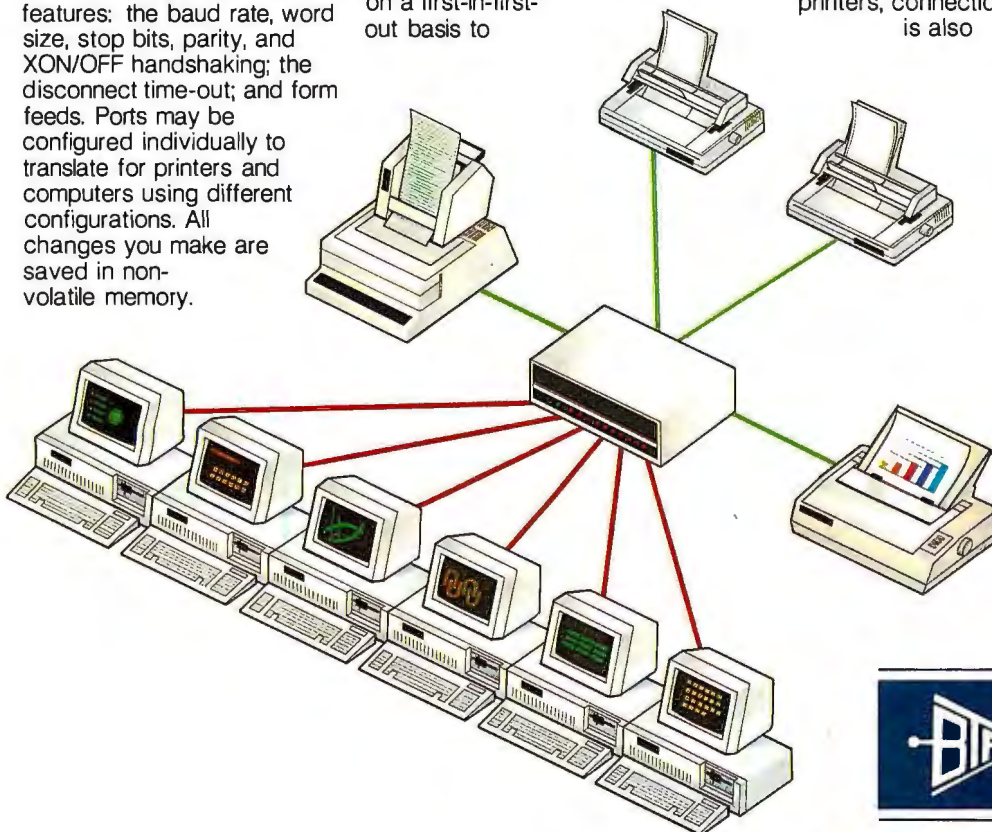 features: the baud rate, word
size, stop bits, parity, and
XON/OFF handshaking; the
disconnect time-out; and form
feeds. Ports may be
configured individually to
translate for printers and
computers using different
configurations. All
changes you make are
saved in non-
volatile memory.
on a first-in-first-
out basis to
is also